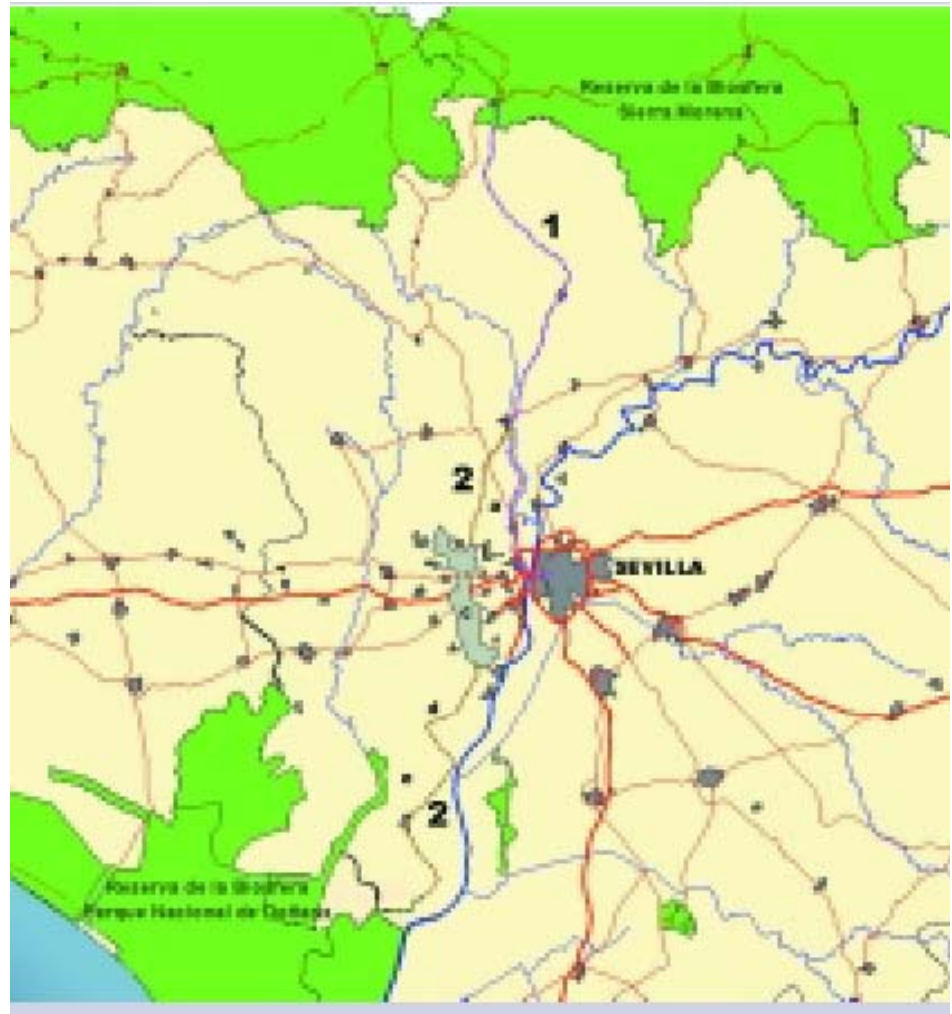 Reserva de la Biosfera
Sierra Morena
1
2
SEVILLA
2
Reserva de la Biosfera
Parque Nacional de Doñana